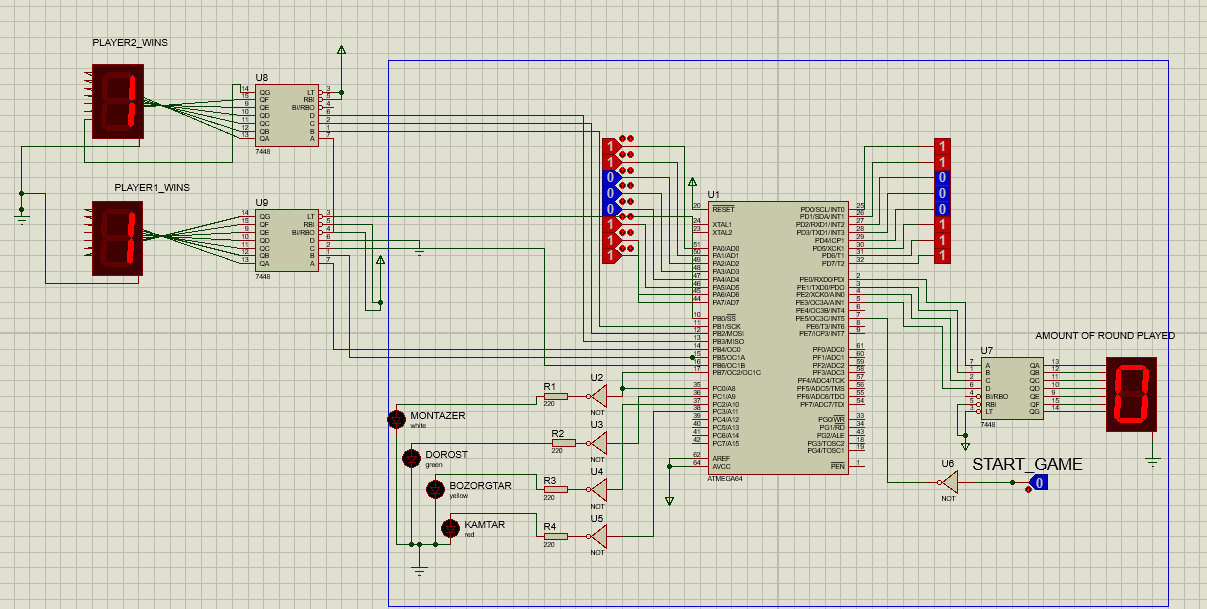 PLAYER2_WINS
U8
14 QG LT 3
15 QF RBI 5
9 QE BI/RBO 4
10 QD D 6
11 QC C 2
12 QB B 1
13 QA A 7
7448
PLAYER1_WINS
U9
14 QG LT 3
15 QF RBI 5
9 QE BI/RBO 4
10 QD D 6
11 QC C 2
12 QB B 1
13 QA A 7
7448
1
1
0
0
0
1
1
1
U1
20 RESET
24 XTAL1
23 XTAL2
51 PA0/AD0
50 PA1/AD1
49 PA2/AD2
48 PA3/AD3
47 PA4/AD4
46 PA5/AD5
45 PA6/AD6
44 PA7/AD7
10 PB0/SS
11 PB1/SCK
12 PB2/MOSI
13 PB3/MISO
14 PB4/OC0
15 PB5/OC1A
16 PB6/OC1B
17 PB7/OC2/OC1C
35 PC0/A8
36 PC1/A9
37 PC2/A10
38 PC3/A11
39 PC4/A12
40 PC5/A13
41 PC6/A14
42 PC7/A15
62 AREF
64 AVCC
PD0/SCL/INT0 25
PD1/SDA/INT1 26
PD2/RXD1/INT2 27
PD3/TXD1/INT3 28
PD4/ICP1 29
PD5/XCK1 30
PD6/T1 31
PD7/T2 32
PE0/RXD0/PDI 2
PE1/TXD0/PDO 3
PE2/XCK0/AIN0 4
PE3/OC3A/AIN1 5
PE4/OC3B/INT4 6
PE5/OC3C/INT5 7
PE6/T3/INT6 8
PE7/ICP3/INT7 9
PF0/ADC0 61
PF1/ADC1 60
PF2/ADC2 59
PF3/ADC3 58
PF4/ADC4/TCK 57
PF5/ADC5/TMS 56
PF6/ADC6/TDO 55
PF7/ADC7/TDI 54
PG0/WR 33
PG1/RD 34
PG2/ALE 43
PG3/TOSC2 18
PG4/TOSC1 19
PEN 1
ATMEGA64
1
1
0
0
0
1
1
1
AMOUNT OF ROUND PLAYED
U7
7 A QA 13
1 B QB 12
2 C QC 11
6 D QD 10
4 BI/RBO QE 9
5 RBI QF 15
3 LT QG 14
7448
U6
NOT
START_GAME
0
R1
220
U2
NOT
MONTAZER
white
R2
220
U3
NOT
DOROST
green
R3
220
U4
NOT
BOZORGTAR
yellow
R4
220
U5
NOT
KAMTAR
red